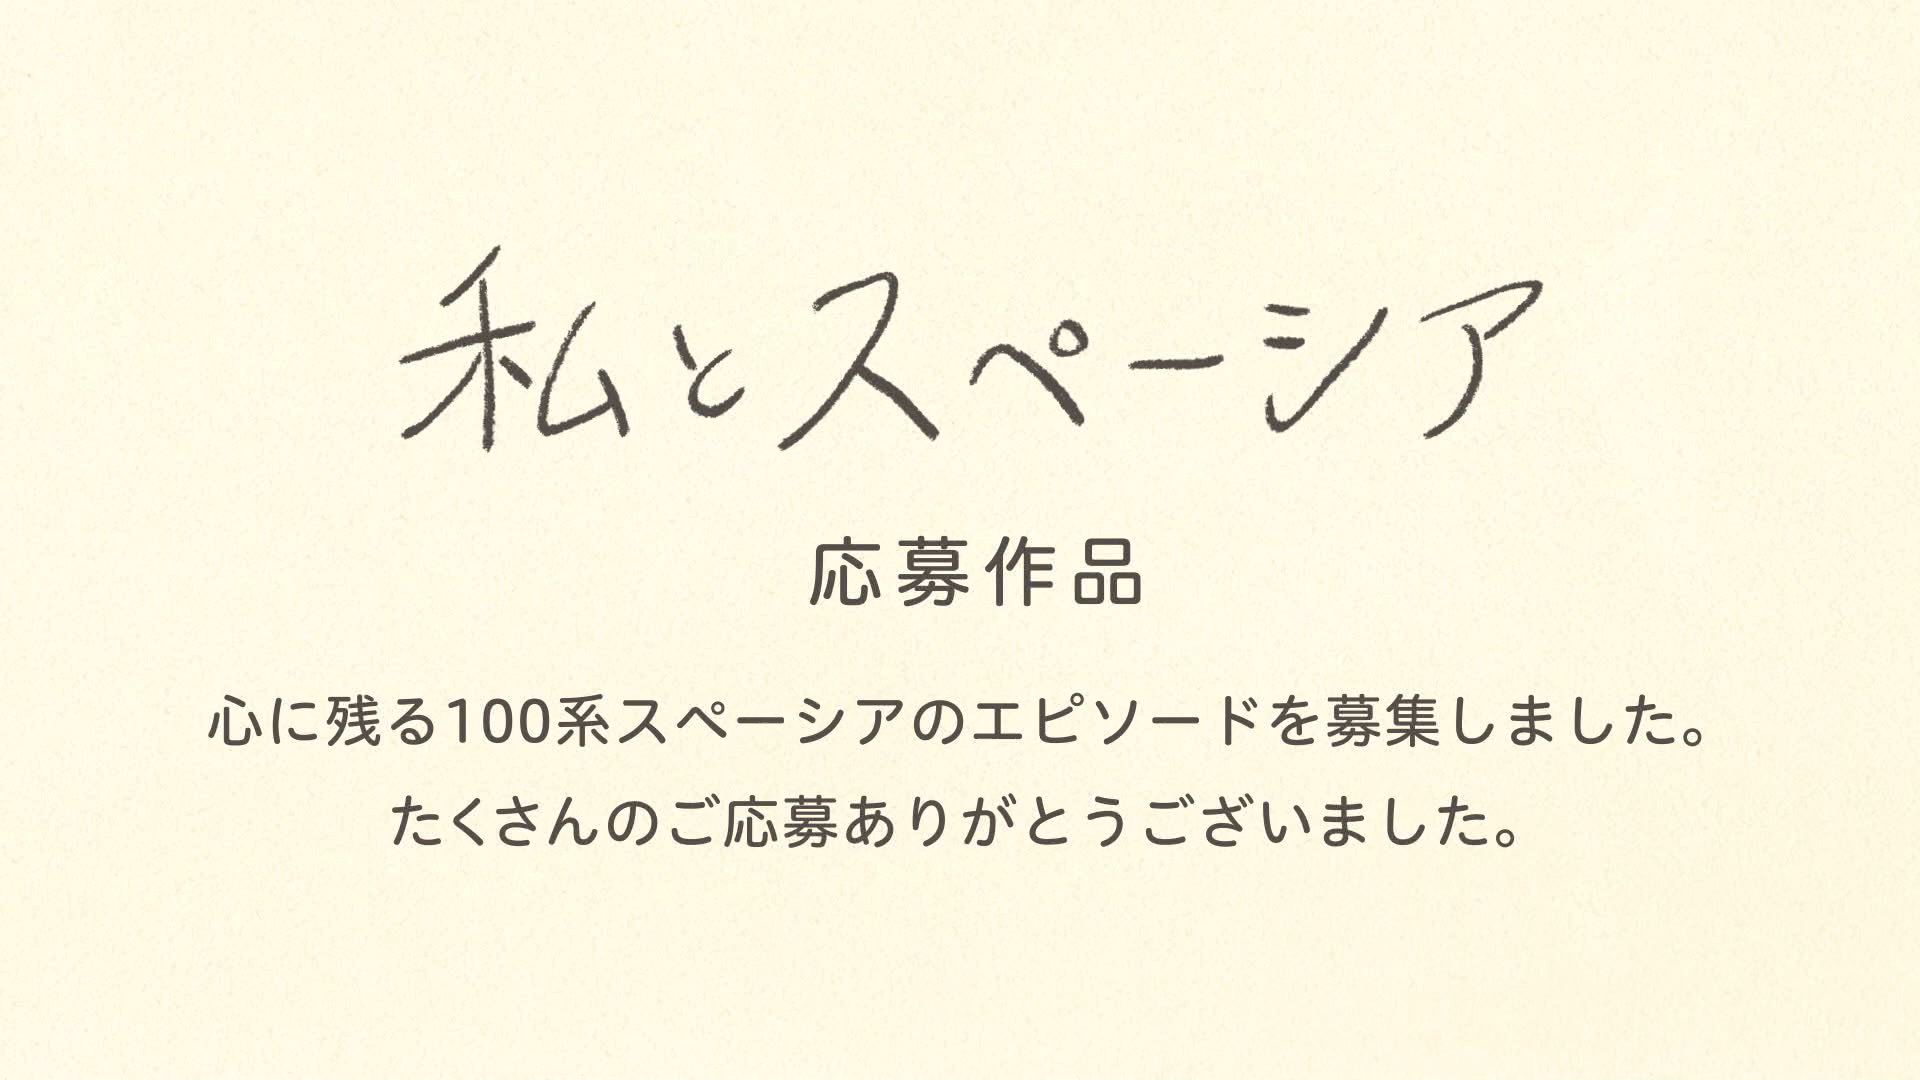 私とスペーシア
応募作品
心に残る100系スペーシアのエピソードを募集しました。
たくさんのご応募ありがとうございました。